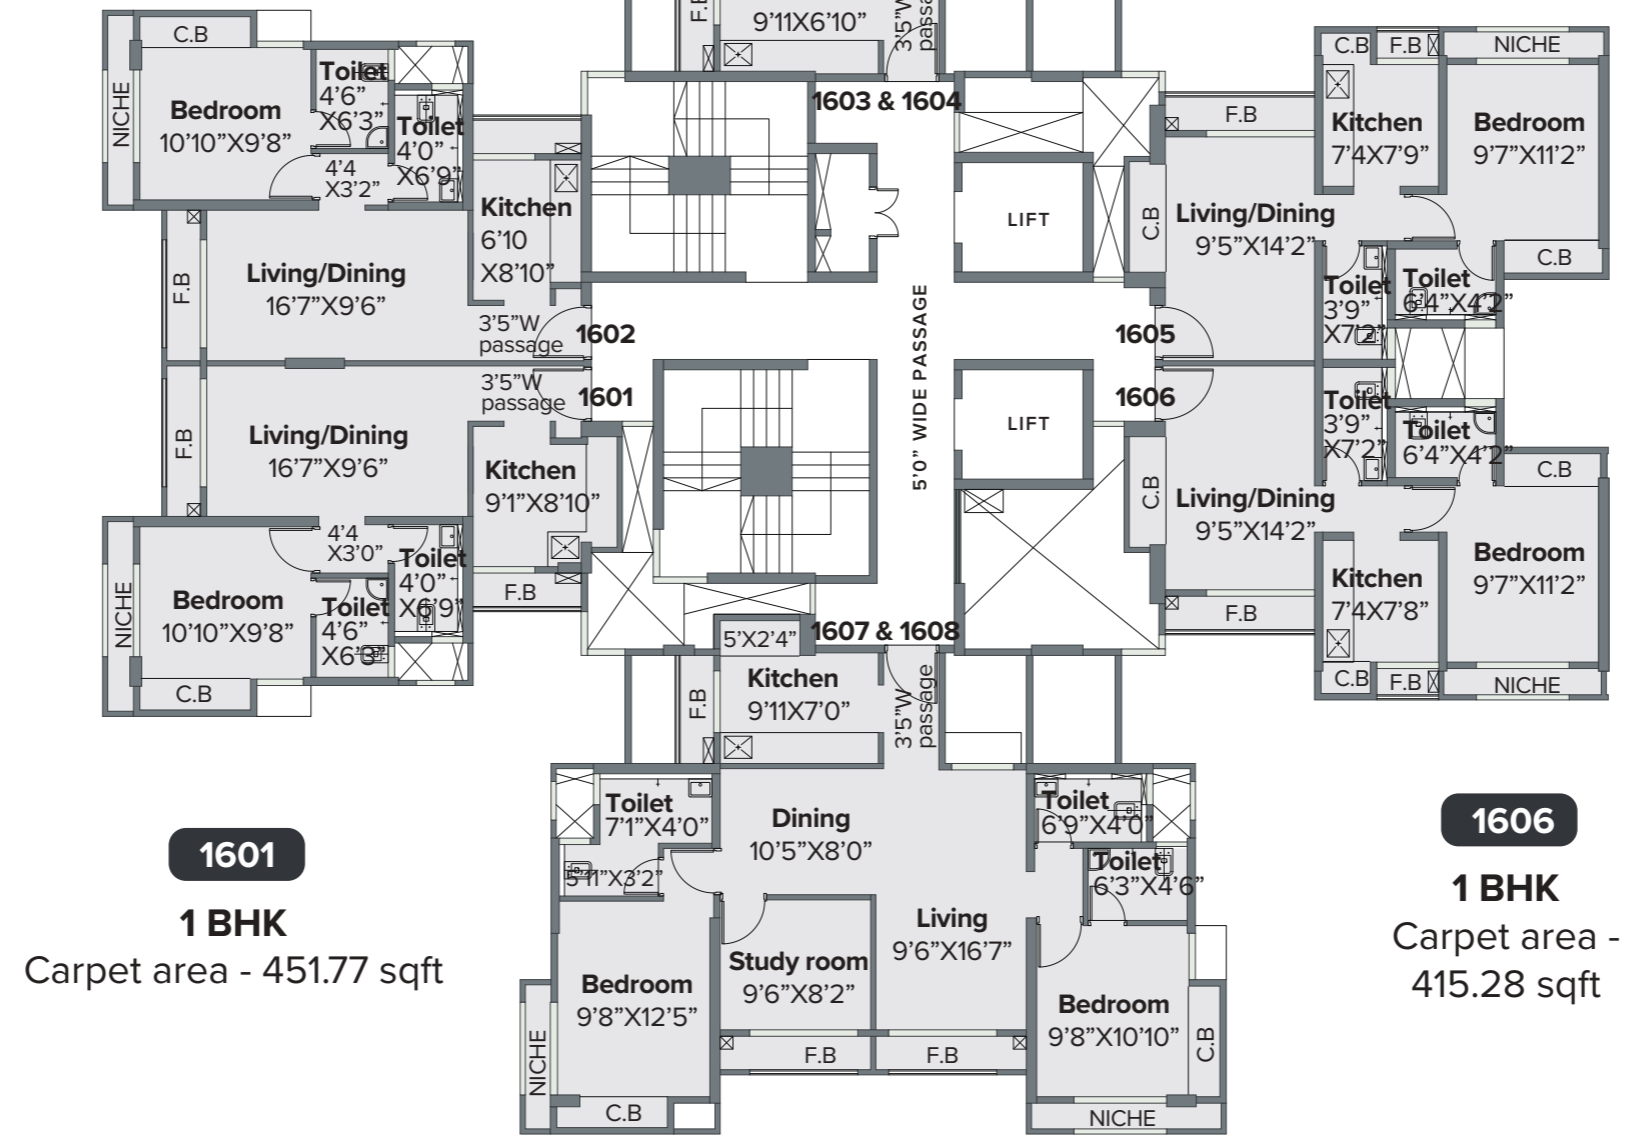 C.B
NICHE
Bedroom
10'10"X9'8"
Toilet
4'6"
X6'3"
Toilet
4'0"
X6'9"
4'4
X3'2"
Kitchen
6'10
X8'10"
F.B
Living/Dining
16'7"X9'6"
3'5"W
passage
1602
F.B
9'11X6'10"
3'5"W
passa
1603 & 1604
LIFT
5'0" WIDE PASSAGE
F.B
C.B
Living/Dining
9'5"X14'2"
C.B
F.B
NICHE
Kitchen
7'4X7'9"
Bedroom
9'7"X11'2"
C.B
Toilet
3'9"
X7'2"
Toilet
6'4"X4'2"
1605
3'5"W
passage
1601
F.B
Living/Dining
16'7"X9'6"
Kitchen
9'1"X8'10"
4'4
X3'0"
Toilet
4'0"
X6'9"
F.B
NICHE
Bedroom
10'10"X9'8"
Toilet
4'6"
X6'3"
C.B
LIFT
1606
C.B
Living/Dining
9'5"X14'2"
Toilet
3'9"
X7'2"
Toilet
6'4"X4'2"
C.B
Bedroom
9'7"X11'2"
Kitchen
7'4X7'8"
F.B
C.B
F.B
NICHE
1607 & 1608
5'X2'4"
Kitchen
9'11X7'0"
F.B
3'5"W
passage
Toilet
7'1"X4'0"
5'11"X3'2"
Dining
10'5"X8'0"
Toilet
6'9"X4'0"
Toilet
6'3"X4'6"
Living
9'6"X16'7"
Study room
9'6"X8'2"
Bedroom
9'8"X12'5"
Bedroom
9'8"X10'10"
NICHE
C.B
F.B
F.B
C.B
NICHE
1601
1 BHK
Carpet area - 451.77 sqft
1606
1 BHK
Carpet area -
415.28 sqft